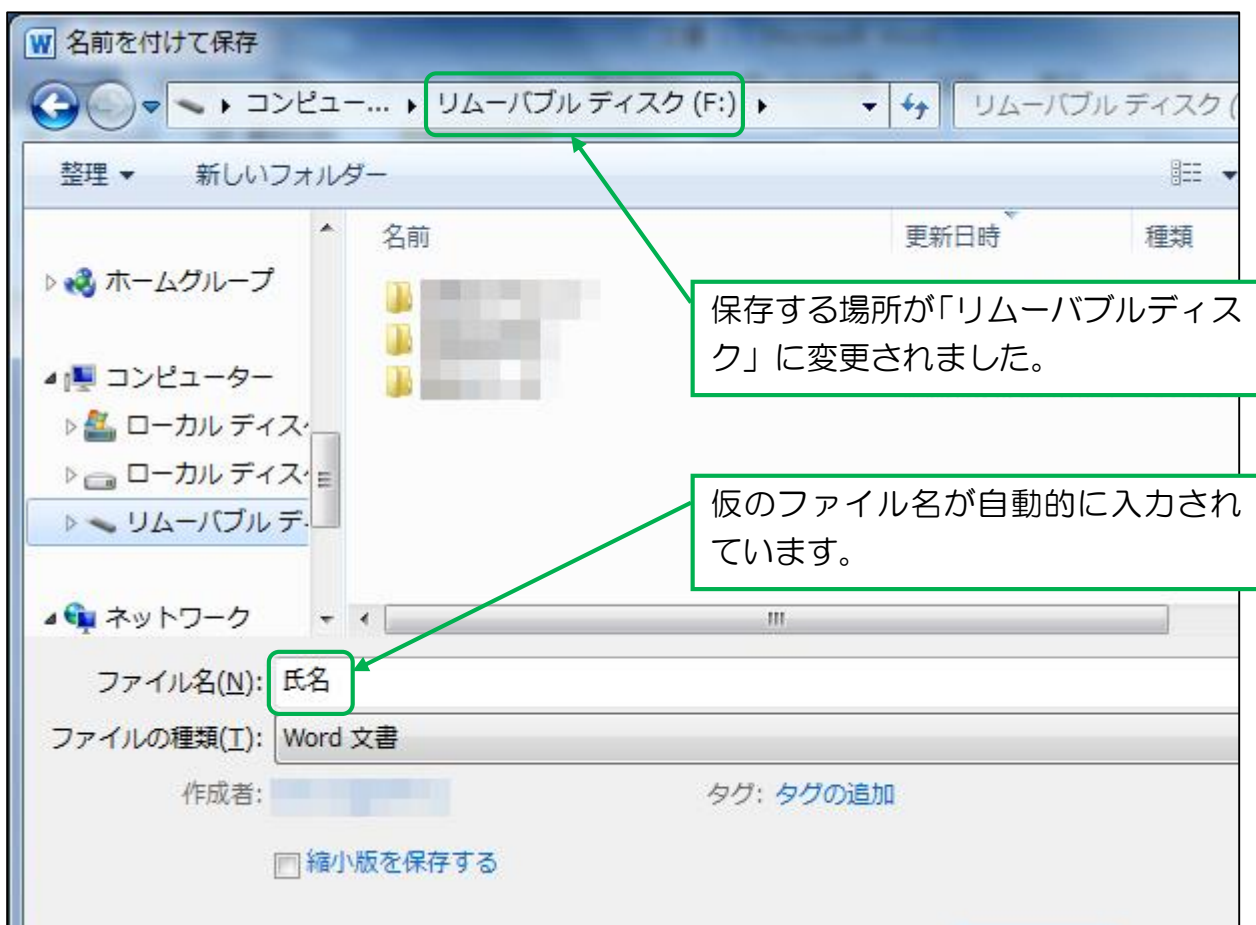 名前を付けて保存
コンピュー... リムーバブル ディスク (F:) リムーバブル ディスク (
整理 新しいフォルダー
名前 更新日時 種類
ホームグループ
保存する場所が「リムーバブルディス
ク」に変更されました。
コンピューター
ローカル ディス
ローカル ディス
リムーバブル デ
仮のファイル名が自動的に入力され
ています。
ネットワーク
ファイル名(N): 氏名
ファイルの種類(T): Word 文書
作成者: タグ: タグの追加
縮小版を保存する